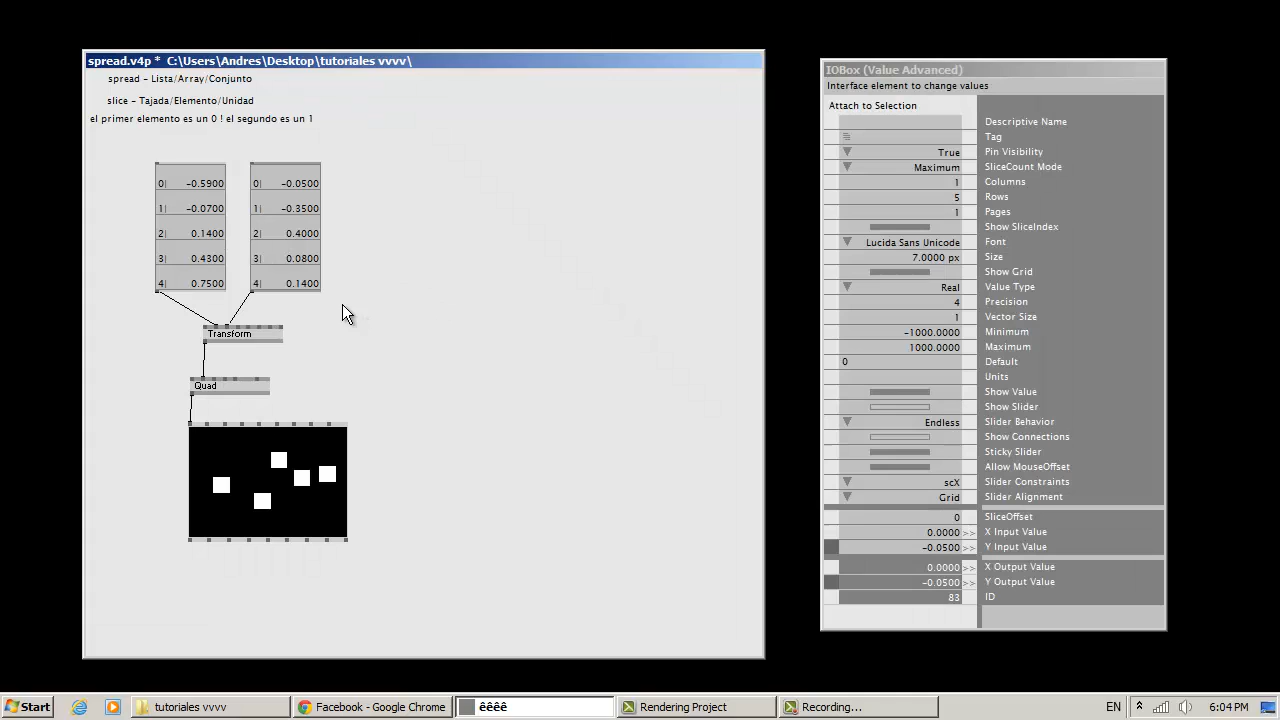 spread.v4p * C:\Users\Andres\Desktop\tutoriales vvvv\
spread - Lista/Array/Conjunto
slice - Tajada/Elemento/Unidad
el primer elemento es un 0 ! el segundo es un 1
0| -0.5900
1| -0.0700
2| 0.1400
3| 0.4300
4| 0.7500
0| -0.0500
1| -0.3500
2| 0.4000
3| 0.0800
4| 0.1400
Transform
Quad
IOBox (Value Advanced)
Interface element to change values
Attach to Selection
Descriptive Name
Tag
True Pin Visibility
Maximum SliceCount Mode
1 Columns
5 Rows
1 Pages
Show SliceIndex
Lucida Sans Unicode Font
7.0000 px Size
Show Grid
Real Value Type
4 Precision
1 Vector Size
-1000.0000 Minimum
1000.0000 Maximum
0 Default
Units
Show Value
Show Slider
Endless Slider Behavior
Show Connections
Sticky Slider
Allow MouseOffset
scX Slider Constraints
Grid Slider Alignment
0 SliceOffset
0.0000 >> X Input Value
-0.0500 >> Y Input Value
0.0000 >> X Output Value
-0.0500 >> Y Output Value
83 ID
Start tutoriales vvvv Facebook - Google Chrome êêêê Rendering Project Recording... EN 6:04 PM